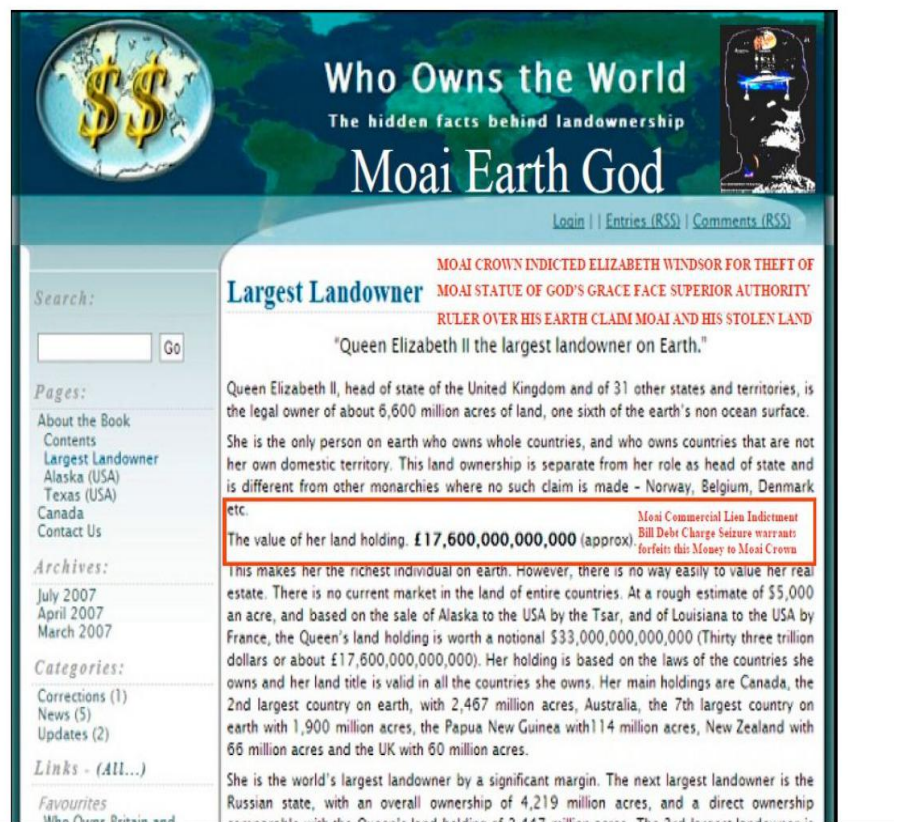 $$
Who Owns the World
The hidden facts behind landownership
Moai Earth God
Login | | Entries (RSS) | Comments (RSS)
MOAI CROWN INDICTED ELIZABETH WINDSOR FOR THEFT OF
MOAI STATUE OF GOD'S GRACE FACE SUPERIOR AUTHORITY
RULER OVER HIS EARTH CLAIM MOAI AND HIS STOLEN LAND
Search:
Go
Pages:
About the Book
Contents
Largest Landowner
Alaska (USA)
Texas (USA)
Canada
Contact Us
Archives:
July 2007
April 2007
March 2007
Categories:
Corrections (1)
News (5)
Updates (2)
Links - (All...)
Favourites
Who Owns Britain and
Largest Landowner
"Queen Elizabeth II the largest landowner on Earth."
Queen Elizabeth II, head of state of the United Kingdom and of 31 other states and territories, is
the legal owner of about 6,600 million acres of land, one sixth of the earth's non ocean surface.
She is the only person on earth who owns whole countries, and who owns countries that are not
her own domestic territory. This land ownership is separate from her role as head of state and
is different from other monarchies where no such claim is made - Norway, Belgium, Denmark
etc.
The value of her land holding. £17,600,000,000,000 (approx).
Moai Commercial Lien Indictment
Bill Debt Charge Seizure warrants
forfeits this Money to Moai Crown
This makes her the richest individual on earth. However, there is no way easily to value her real
estate. There is no current market in the land of entire countries. At a rough estimate of $5,000
an acre, and based on the sale of Alaska to the USA by the Tsar, and of Louisiana to the USA by
France, the Queen's land holding is worth a notional $33,000,000,000,000 (Thirty three trillion
dollars or about £17,600,000,000,000). Her holding is based on the laws of the countries she
owns and her land title is valid in all the countries she owns. Her main holdings are Canada, the
2nd largest country on earth, with 2,467 million acres, Australia, the 7th largest country on
earth with 1,900 million acres, the Papua New Guinea with114 million acres, New Zealand with
66 million acres and the UK with 60 million acres.
She is the world's largest landowner by a significant margin. The next largest landowner is the
Russian state, with an overall ownership of 4,219 million acres, and a direct ownership
comparable with the Queen's land holding of 2,447 million acres. The 3rd largest landowner is